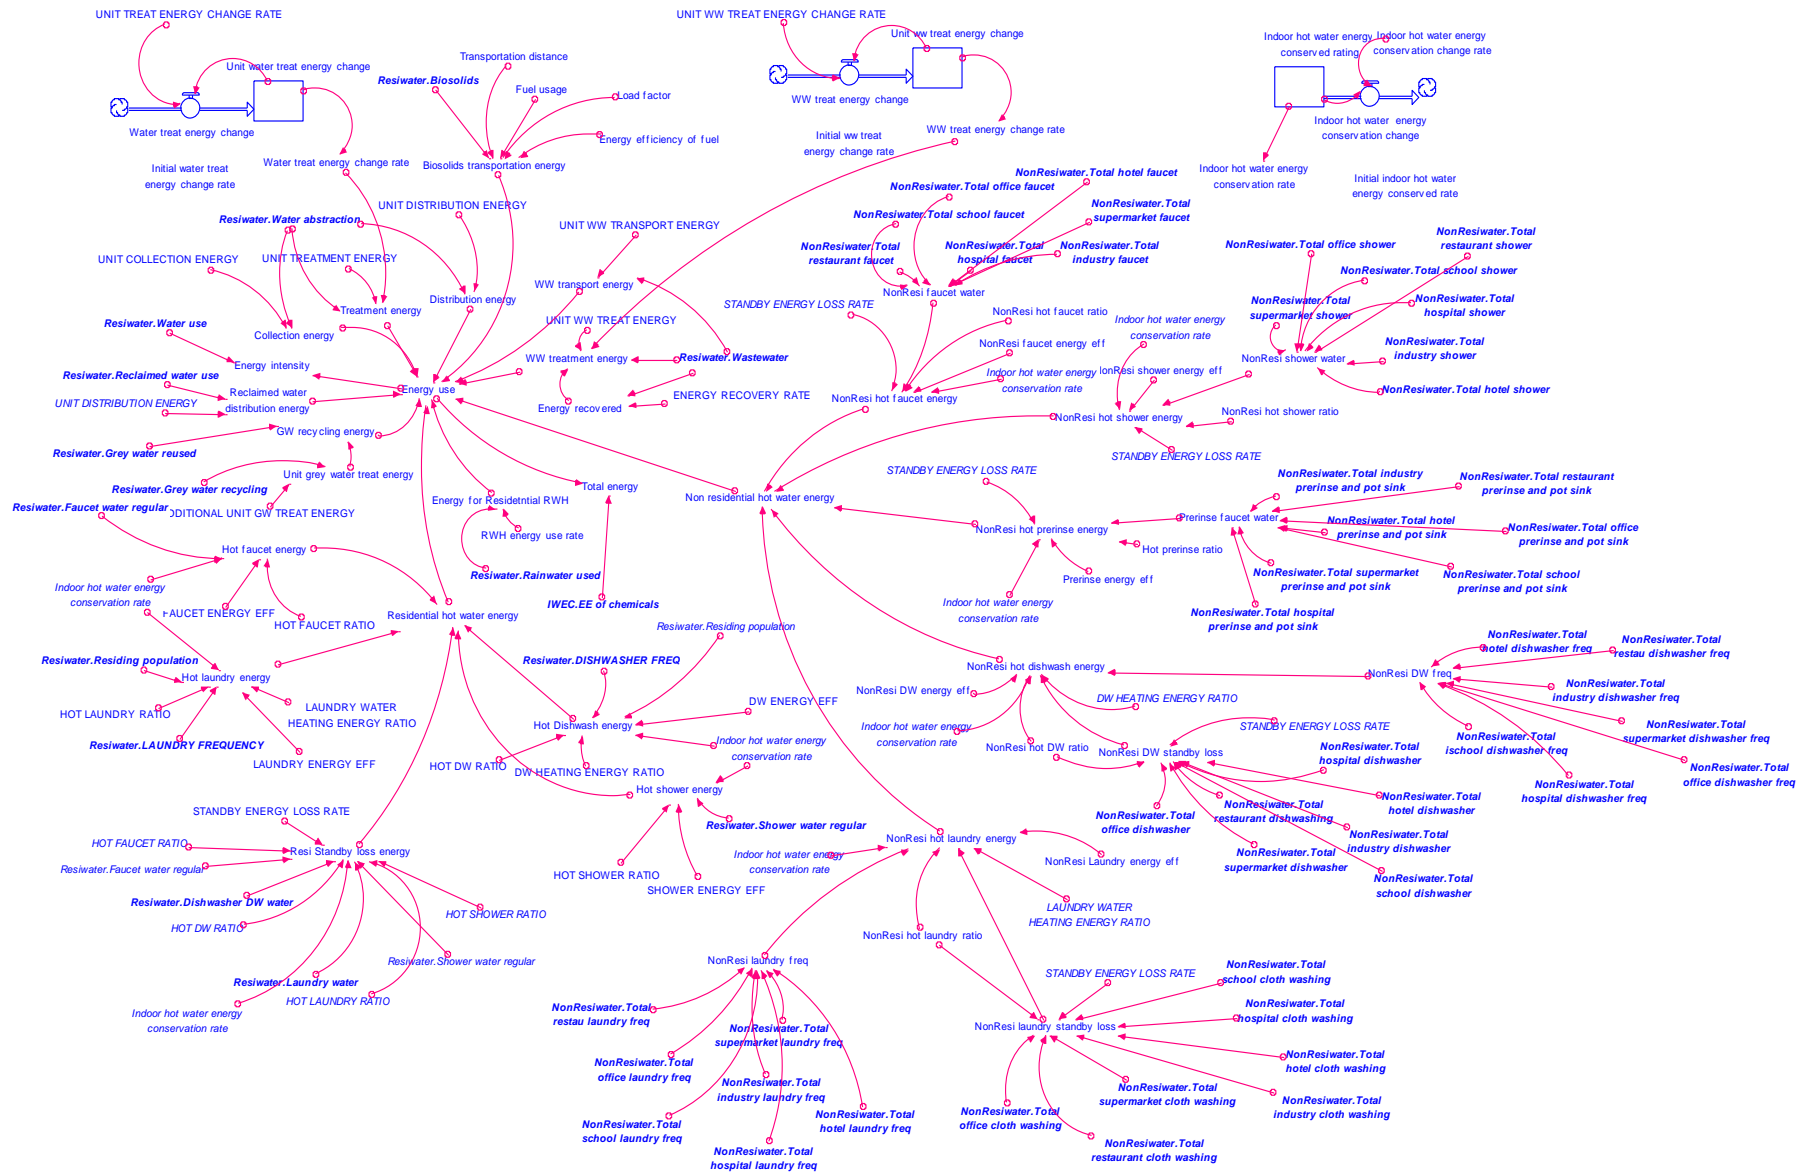 UNIT TREAT ENERGY CHANGE RATE
Unit water treat energy change
Water treat energy change
Initial water treat
energy change rate
Water treat energy change rate
Resiwater.Biosolids
Transportation distance
Fuel usage
Load factor
Energy efficiency of fuel
Biosolids transportation energy
UNIT WW TREAT ENERGY CHANGE RATE
Unit ww treat energy change
WW treat energy change
Initial ww treat
energy change rate
WW treat energy change rate
Indoor hot water energy
conserved rating
Indoor hot water energy
conservation change rate
Indoor hot water energy
conservation change
Indoor hot water energy
conservation rate
Initial indoor hot water
energy conserved rate
Resiwater.Water abstraction
UNIT DISTRIBUTION ENERGY
UNIT COLLECTION ENERGY
UNIT TREATMENT ENERGY
Treatment energy
Distribution energy
Collection energy
UNIT WW TRANSPORT ENERGY
WW transport energy
UNIT WW TREAT ENERGY
WW treatment energy
Resiwater.Wastewater
Energy recovered
ENERGY RECOVERY RATE
Resiwater.Water use
Energy intensity
Energy use
Resiwater.Reclaimed water use
Reclaimed water
distribution energy
UNIT DISTRIBUTION ENERGY
GW recycling energy
Resiwater.Grey water reused
Unit grey water treat energy
Resiwater.Grey water recycling
DDITIONAL UNIT GW TREAT ENERGY
Energy for Residetntial RWH
RWH energy use rate
Resiwater.Rainwater used
Total energy
IWEC.EE of chemicals
NonResiwater.Total hotel faucet
NonResiwater.Total office faucet
NonResiwater.Total school faucet
NonResiwater.Total
supermarket faucet
NonResiwater.Total
restaurant faucet
NonResiwater.Total
hospital faucet
NonResiwater.Total
industry faucet
NonResi faucet water
STANDBY ENERGY LOSS RATE
NonResi hot faucet ratio
NonResi faucet energy eff
Indoor hot water energy
conservation rate
NonResi hot faucet energy
NonResiwater.Total office shower
NonResiwater.Total
restaurant shower
NonResiwater.Total school shower
NonResiwater.Total
supermarket shower
NonResiwater.Total
hospital shower
NonResiwater.Total
industry shower
NonResiwater.Total hotel shower
NonResi shower water
Indoor hot water energy
conservation rate
lonResi shower energy eff
NonResi hot shower energy
NonResi hot shower ratio
STANDBY ENERGY LOSS RATE
Non residential hot water energy
STANDBY ENERGY LOSS RATE
NonResi hot prerinse energy
Prerinse faucet water
Hot prerinse ratio
Prerinse energy eff
Indoor hot water energy
conservation rate
NonResiwater.Total industry
prerinse and pot sink
NonResiwater.Total restaurant
prerinse and pot sink
NonResiwater.Total hotel
prerinse and pot sink
NonResiwater.Total office
prerinse and pot sink
NonResiwater.Total supermarket
prerinse and pot sink
NonResiwater.Total school
prerinse and pot sink
NonResiwater.Total hospital
prerinse and pot sink
Resiwater.Faucet water regular
Hot faucet energy
Indoor hot water energy
conservation rate
FAUCET ENERGY EFF
HOT FAUCET RATIO
Residential hot water energy
Resiwater.Residing population
Hot laundry energy
HOT LAUNDRY RATIO
LAUNDRY WATER
HEATING ENERGY RATIO
Resiwater.LAUNDRY FREQUENCY
LAUNDRY ENERGY EFF
Resiwater.Residing population
Resiwater.DISHWASHER FREQ
DW ENERGY EFF
Hot Dishwash energy
Indoor hot water energy
conservation rate
HOT DW RATIO
DW HEATING ENERGY RATIO
Hot shower energy
Resiwater.Shower water regular
HOT SHOWER RATIO
SHOWER ENERGY EFF
STANDBY ENERGY LOSS RATE
HOT FAUCET RATIO
Resi Standby loss energy
Resiwater.Faucet water regular
Resiwater.Dishwasher DW water
HOT DW RATIO
HOT SHOWER RATIO
Resiwater.Shower water regular
Resiwater.Laundry water
HOT LAUNDRY RATIO
Indoor hot water energy
conservation rate
NonResi hot dishwash energy
NonResi DW energy eff
DW HEATING ENERGY RATIO
Indoor hot water energy
conservation rate
NonResi hot DW ratio
NonResi DW standby loss
STANDBY ENERGY LOSS RATE
NonResi DW freq
NonResiwater.Total
hotel dishwasher freq
NonResiwater.Total
restau dishwasher freq
NonResiwater.Total
industry dishwasher freq
NonResiwater.Total
supermarket dishwasher freq
NonResiwater.Total
ischool dishwasher freq
NonResiwater.Total
office dishwasher freq
NonResiwater.Total
hospital dishwasher freq
NonResiwater.Total
hospital dishwasher
NonResiwater.Total
hotel dishwasher
NonResiwater.Total
restaurant dishwashing
NonResiwater.Total
office dishwasher
NonResiwater.Total
industry dishwasher
NonResiwater.Total
supermarket dishwasher
NonResiwater.Total
school dishwasher
NonResi hot laundry energy
NonResi Laundry energy eff
Indoor hot water energy
conservation rate
LAUNDRY WATER
HEATING ENERGY RATIO
NonResi hot laundry ratio
NonResi laundry freq
NonResiwater.Total
restau laundry freq
NonResiwater.Total
supermarket laundry freq
NonResiwater.Total
office laundry freq
NonResiwater.Total
industry laundry freq
NonResiwater.Total
school laundry freq
NonResiwater.Total
hotel laundry freq
NonResiwater.Total
hospital laundry freq
STANDBY ENERGY LOSS RATE
NonResi laundry standby loss
NonResiwater.Total
school cloth washing
NonResiwater.Total
hospital cloth washing
NonResiwater.Total
hotel cloth washing
NonResiwater.Total
supermarket cloth washing
NonResiwater.Total
industry cloth washing
NonResiwater.Total
office cloth washing
NonResiwater.Total
restaurant cloth washing